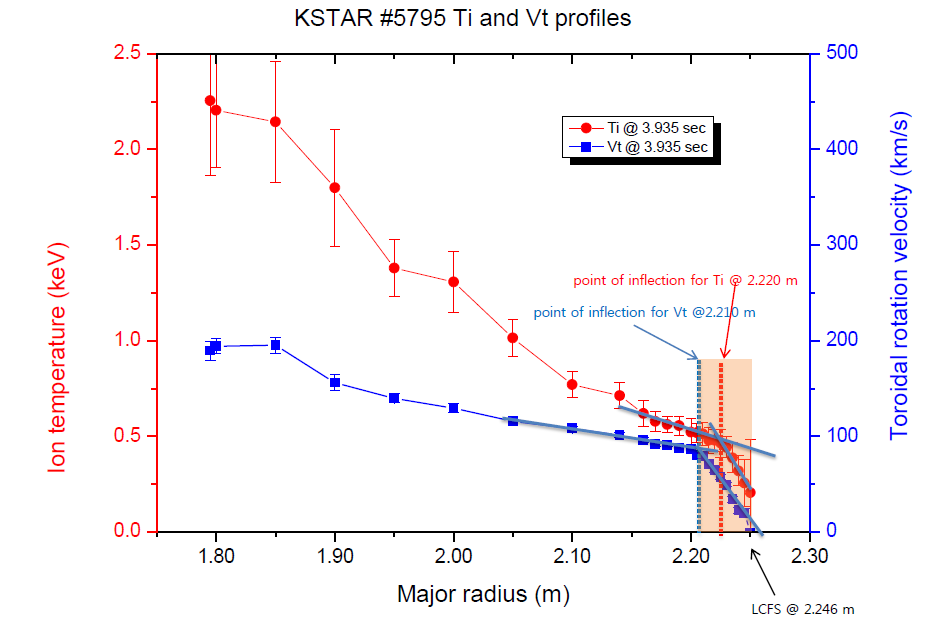 KSTAR #5795 Ti and Vt profiles
2.5
2.0
1.5
1.0
0.5
0.0
Ion temperature (keV)
500
400
300
200
100
0
Toroidal rotation velocity (km/s)
Ti @ 3.935 sec
Vt @ 3.935 sec
point of inflection for Ti @ 2.220 m
point of inflection for Vt @2.210 m
1.80
1.90
2.00
2.10
2.20
2.30
Major radius (m)
LCFS @ 2.246 m